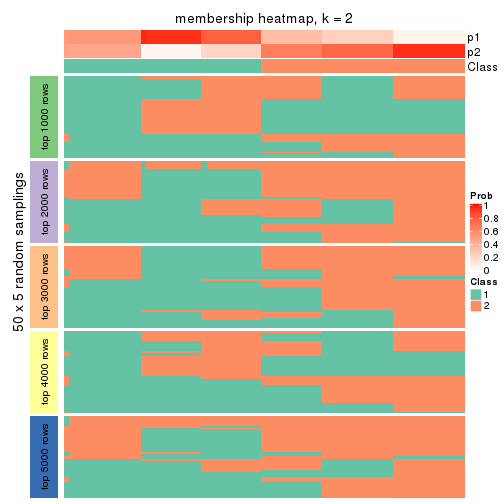 membership heatmap, k = 2
p1
p2
Class
50 x 5 random samplings
top 1000 rows
top 2000 rows
top 3000 rows
top 4000 rows
top 5000 rows
Prob
1
0.8
0.6
0.4
0.2
0
Class
1
2